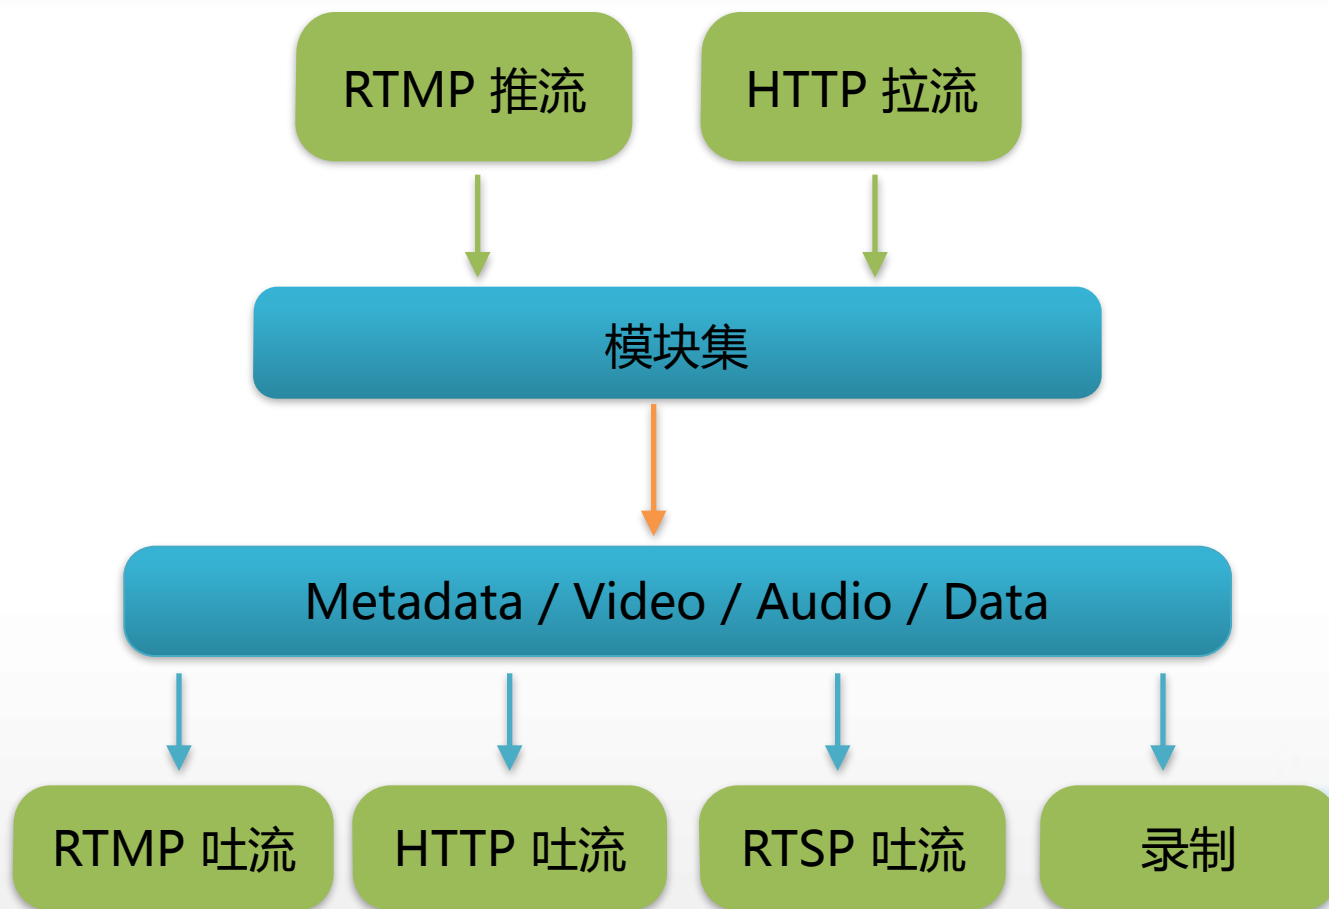 RTMP 推流
HTTP 拉流
模块集
Metadata / Video / Audio / Data
RTMP 吐流
HTTP 吐流
RTSP 吐流
录制